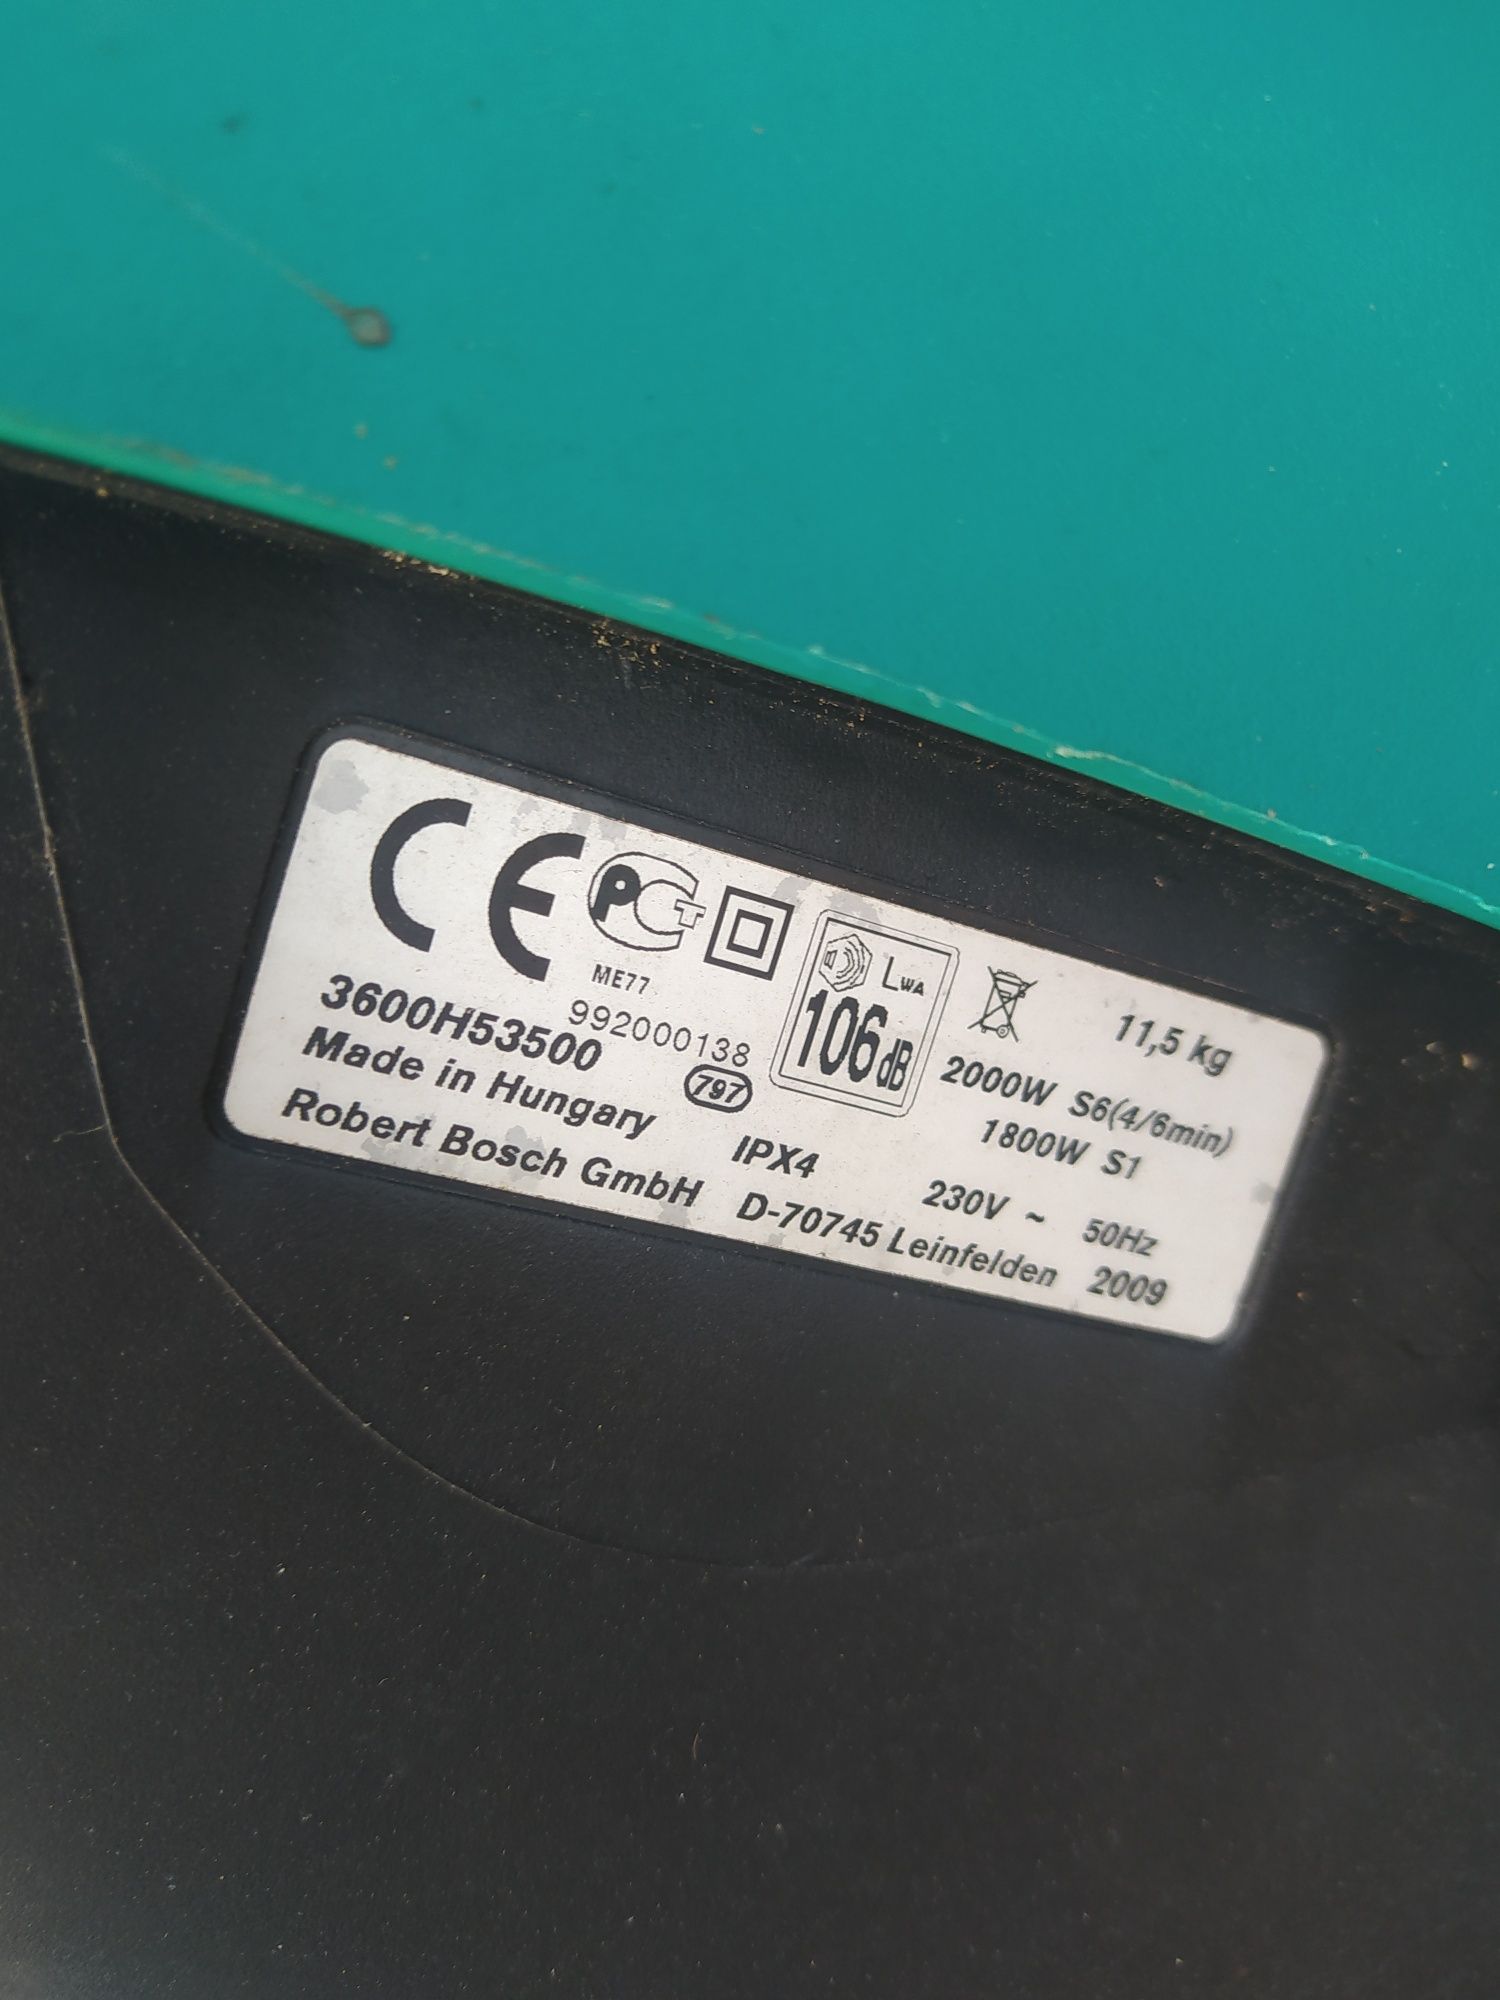 CE PCT
ME77
LWA
106dB
11,5 kg
3600H53500
992000138
2000W S6(4/6min)
Made in Hungary
797
1800W S1
IPX4
230V ~ 50Hz
Robert Bosch GmbH D-70745 Leinfelden 2009